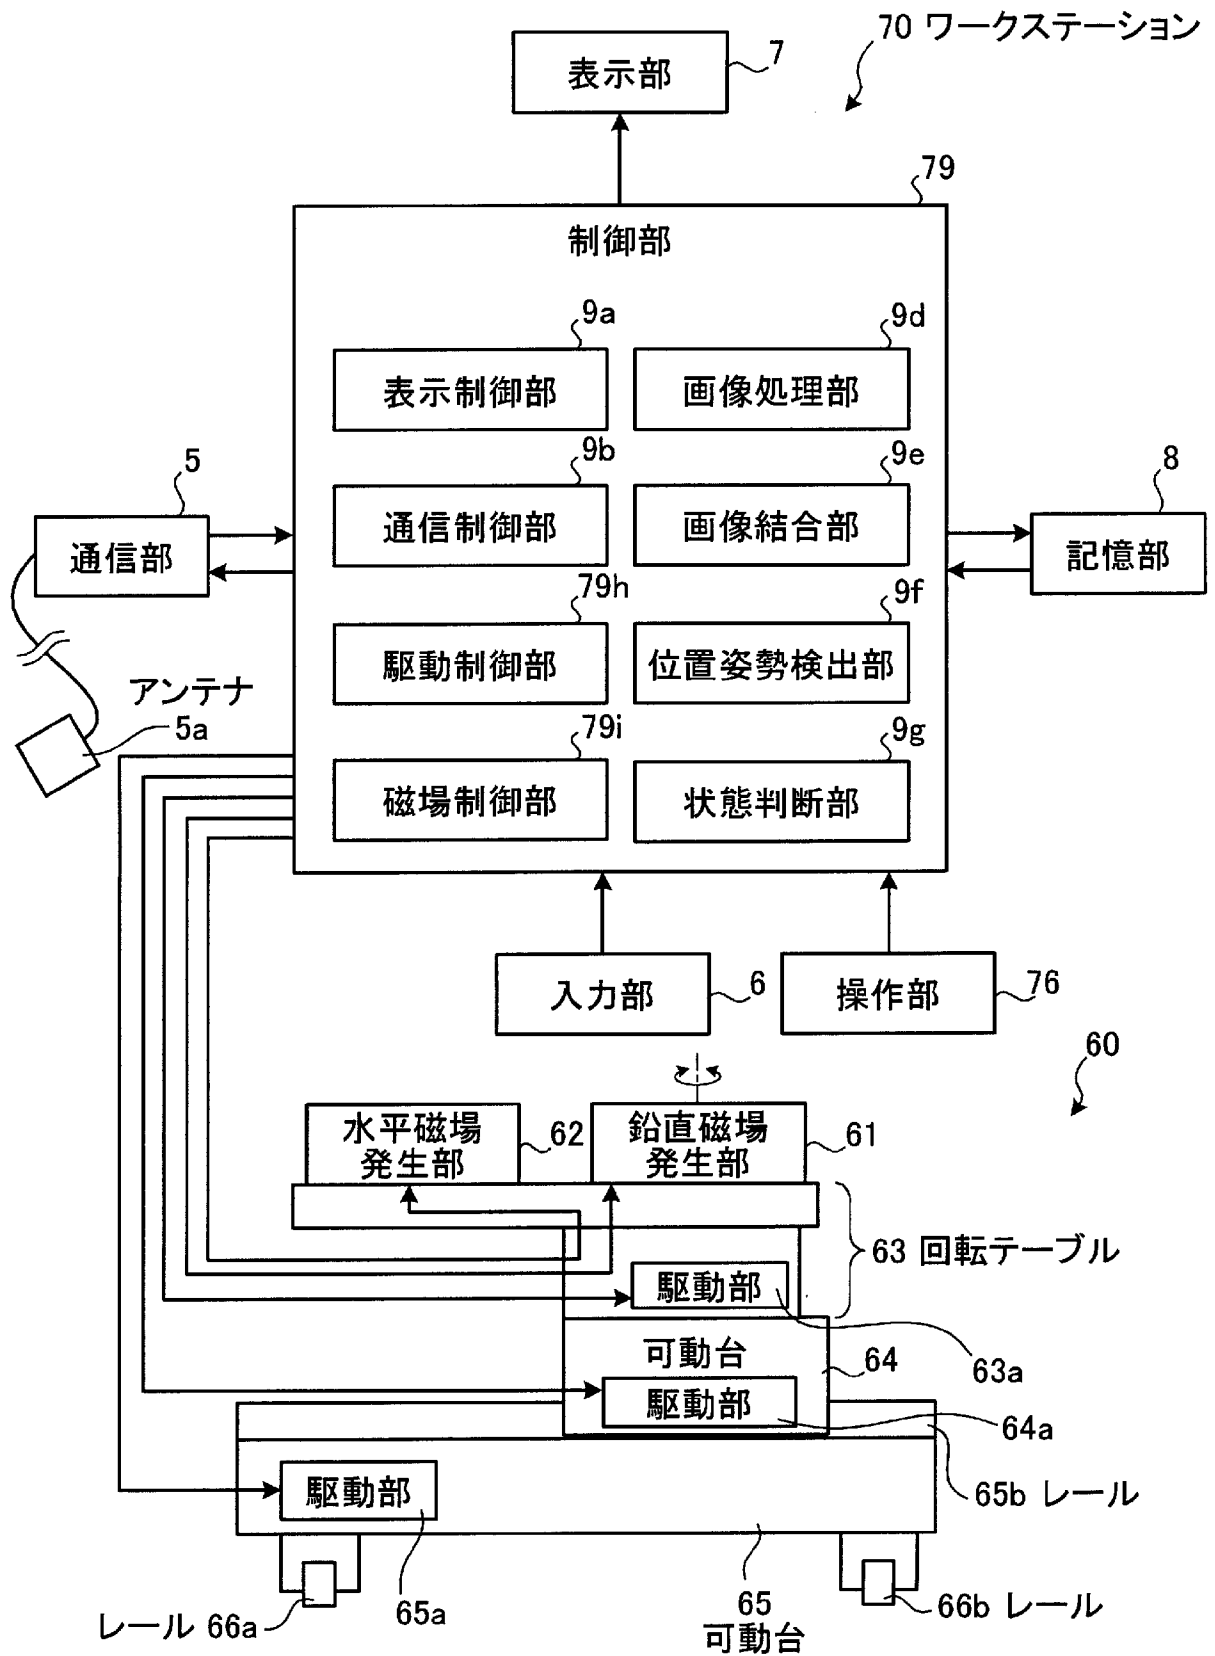 70 ワークステーション
表示部
7
79
制御部
9a
表示制御部
9d
画像処理部
9b
通信制御部
9e
画像結合部
5
通信部
8
記憶部
79h
駆動制御部
9f
位置姿勢検出部
アンテナ
5a
79i
磁場制御部
9g
状態判断部
入力部
6
操作部
76
60
水平磁場
発生部
62
鉛直磁場
発生部
61
63 回転テーブル
駆動部
63a
可動台
64
駆動部
64a
駆動部
65b レール
レール 66a
65a
65
可動台
66b レール